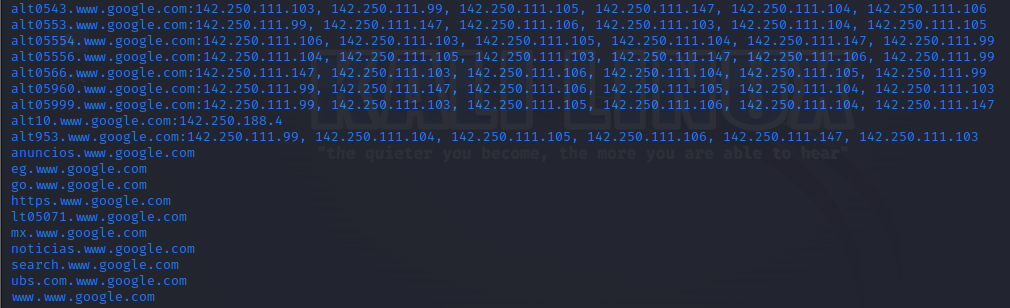 alt0543.www.google.com:142.250.111.103, 142.250.111.99, 142.250.111.105, 142.250.111.147, 142.250.111.104, 142.250.111.106
alt0553.www.google.com:142.250.111.99, 142.250.111.147, 142.250.111.106, 142.250.111.103, 142.250.111.104, 142.250.111.105
alt05554.www.google.com:142.250.111.106, 142.250.111.103, 142.250.111.105, 142.250.111.104, 142.250.111.147, 142.250.111.99
alt05556.www.google.com:142.250.111.104, 142.250.111.105, 142.250.111.103, 142.250.111.147, 142.250.111.106, 142.250.111.99
alt0566.www.google.com:142.250.111.147, 142.250.111.103, 142.250.111.106, 142.250.111.104, 142.250.111.105, 142.250.111.99
alt05960.www.google.com:142.250.111.99, 142.250.111.147, 142.250.111.106, 142.250.111.105, 142.250.111.104, 142.250.111.103
alt05999.www.google.com:142.250.111.99, 142.250.111.103, 142.250.111.105, 142.250.111.106, 142.250.111.104, 142.250.111.147
alt10.www.google.com:142.250.188.4
alt953.www.google.com:142.250.111.99, 142.250.111.104, 142.250.111.105, 142.250.111.106, 142.250.111.147, 142.250.111.103
anuncios.www.google.com
"the quieter you become, the more you are able to hear"
eg.www.google.com
go.www.google.com
https.www.google.com
lt05071.www.google.com
mx.www.google.com
noticias.www.google.com
search.www.google.com
ubs.com.www.google.com
www.www.google.com